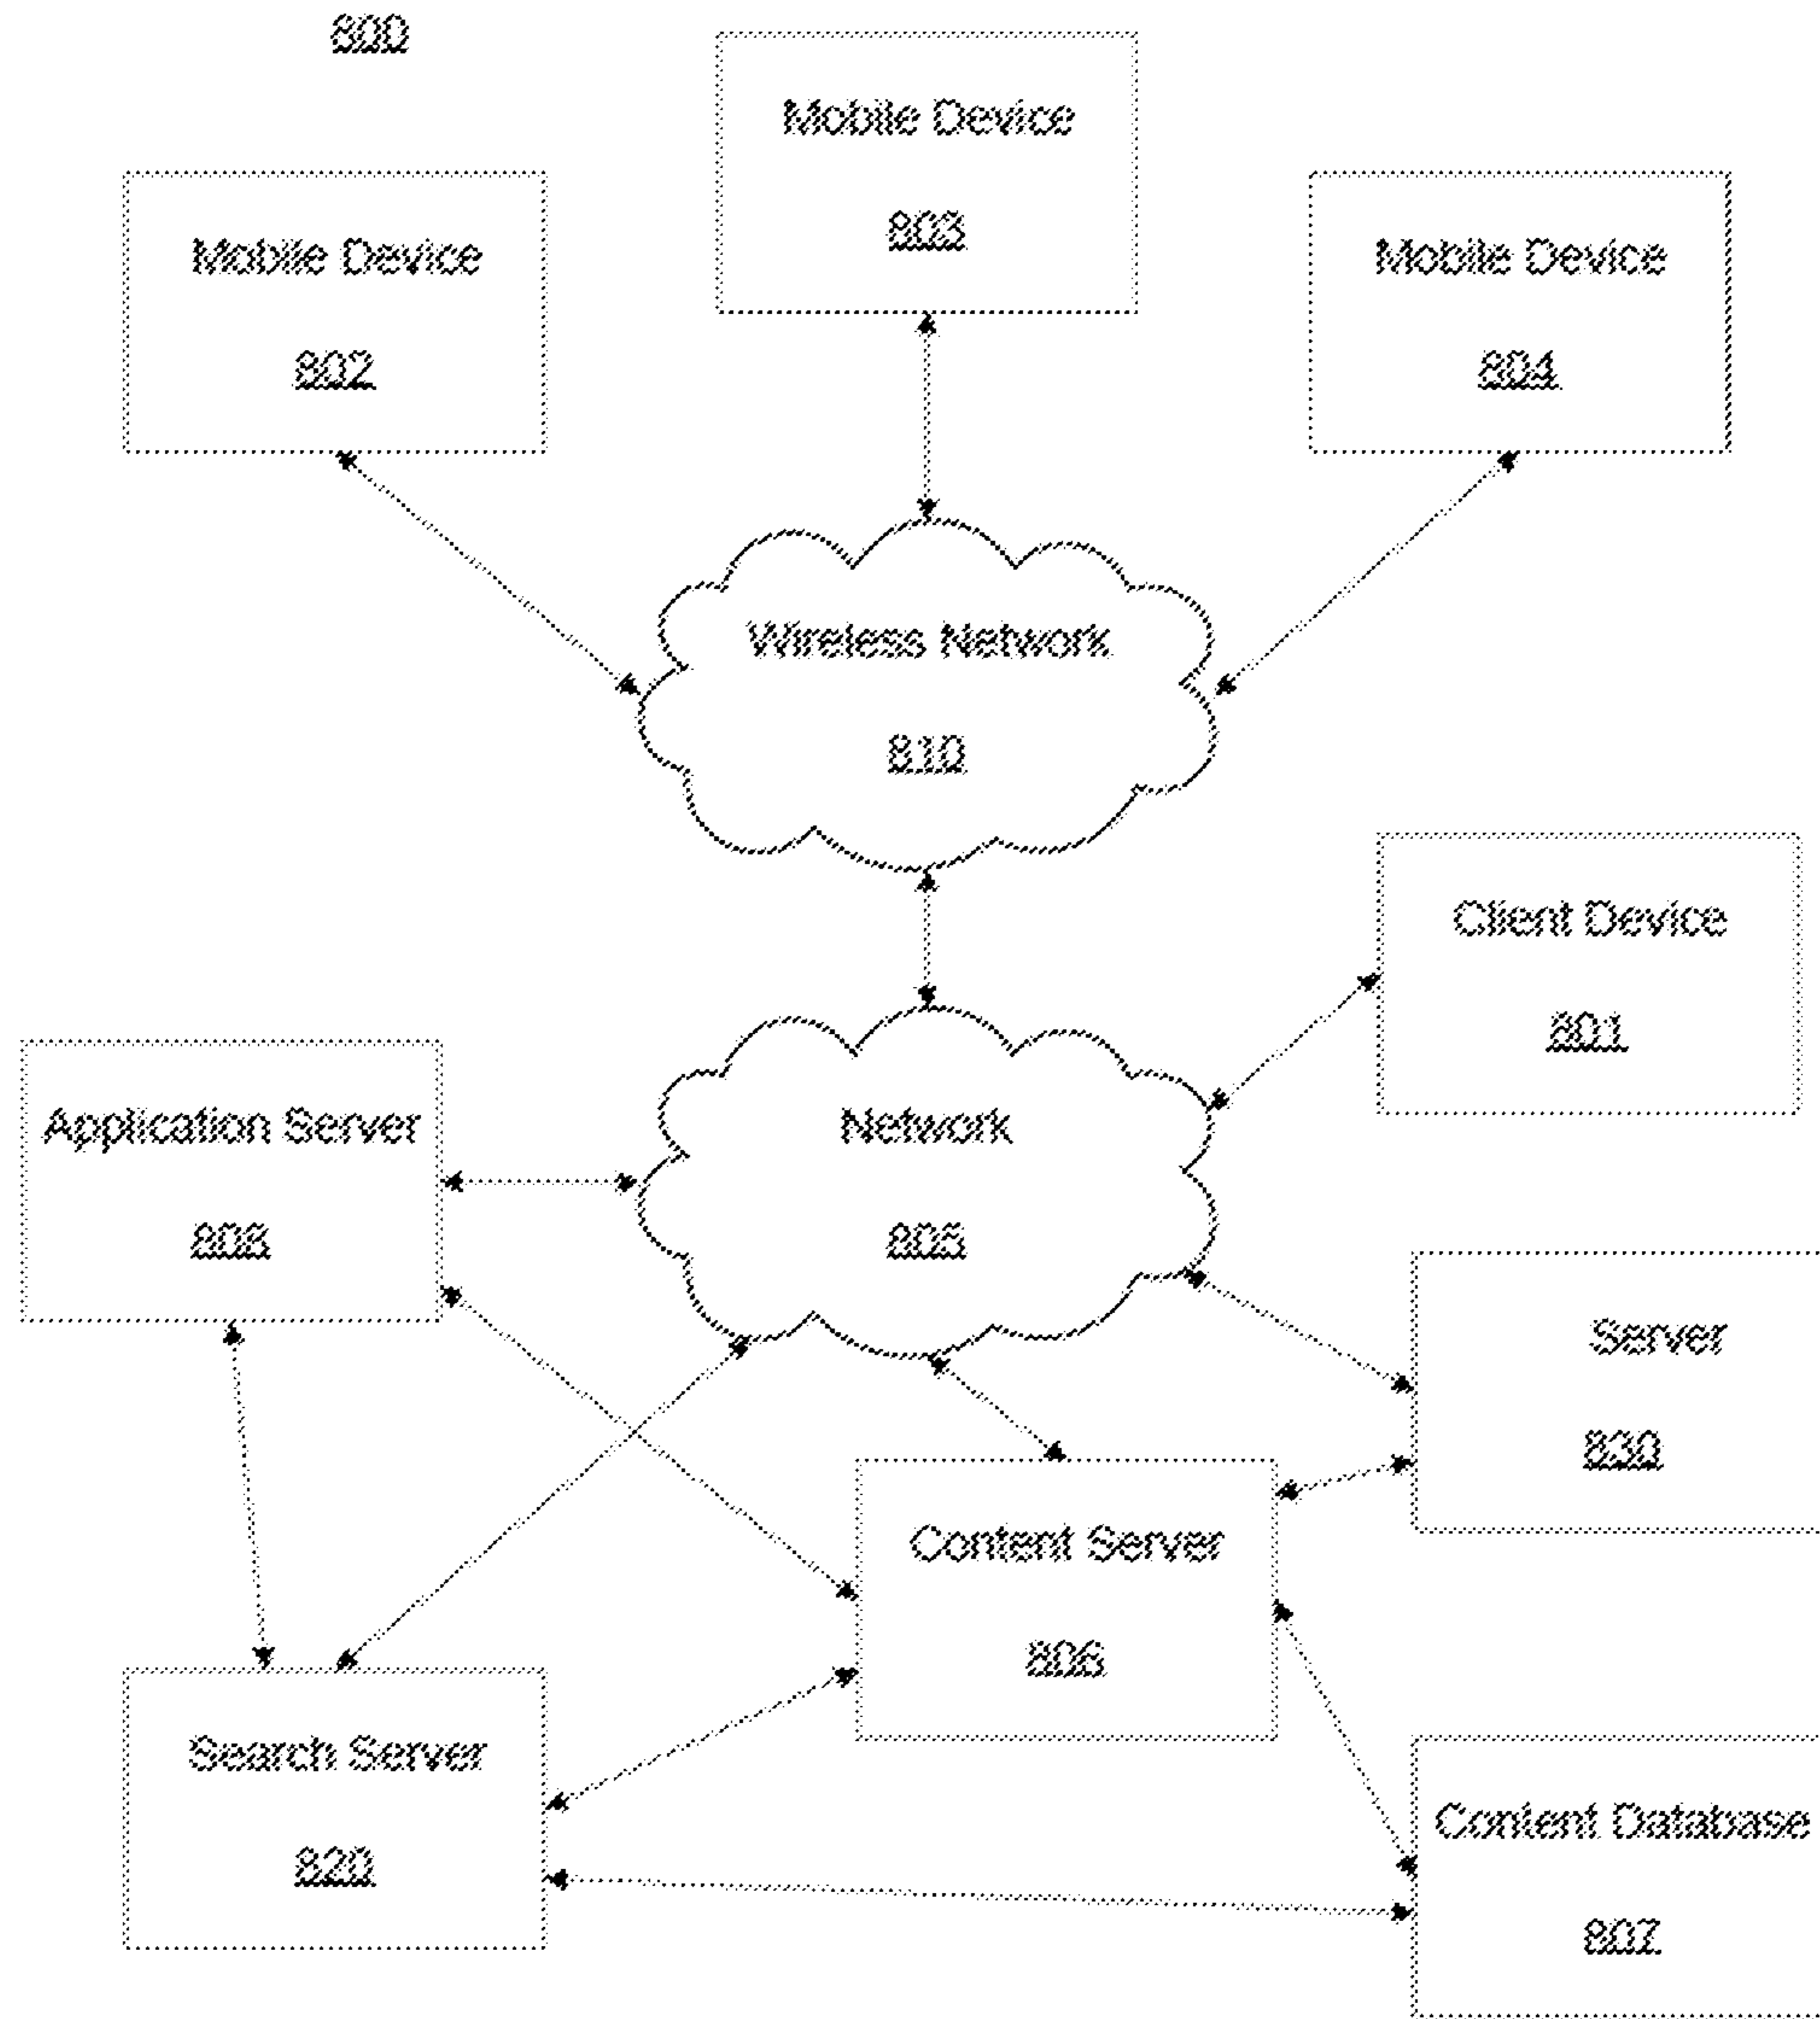 800
Mobile Device
803
Mobile Device
802
Mobile Device
804
Wireless Network
810
Client Device
801
Application Server
808
Network
805
Server
830
Content Server
806
Search Server
820
Content Database
807